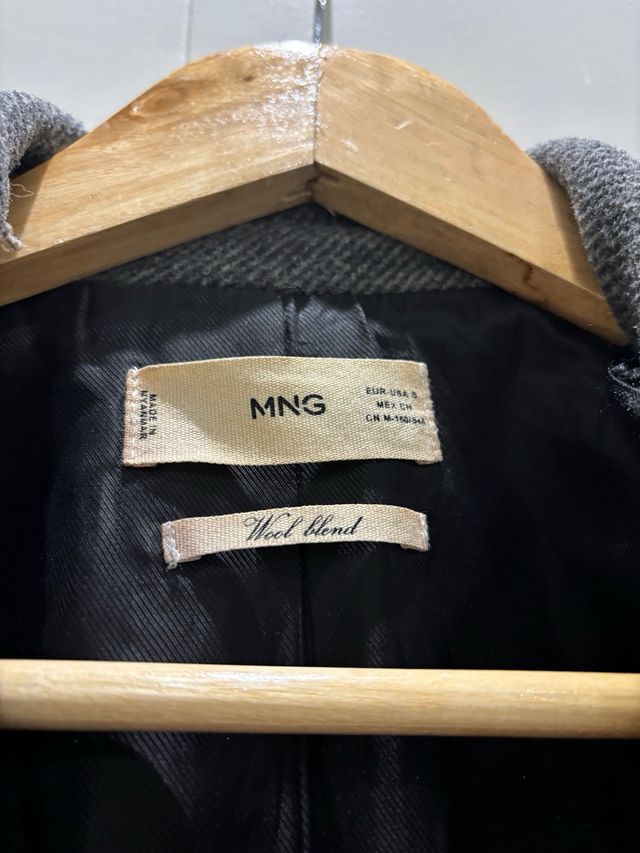 MADE IN
MYANMAR
MNG
EUR-USA S
MEX CH
CN M-160/84A
Wool blend